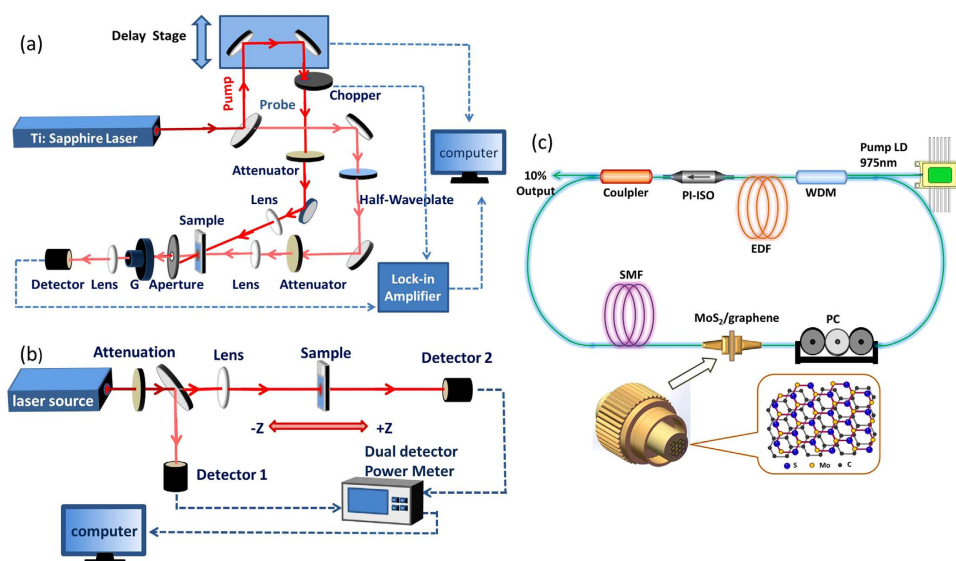 (a)
Delay Stage
Pump
Probe
Chopper
Ti: Sapphire Laser
computer
Attenuator
Half-Waveplate
Lens
Sample
Detector
Lens
G
Aperture
Lens
Attenuator
Lock-in
Amplifier
(b)
Attenuation
Lens
Sample
Detector 2
laser source
-Z
+Z
Detector 1
Dual detector
Power Meter
computer
(c)
Pump LD
975nm
10%
Output
Coulpler
PI-ISO
WDM
EDF
SMF
MoS₂/graphene
PC
S
Mo
C